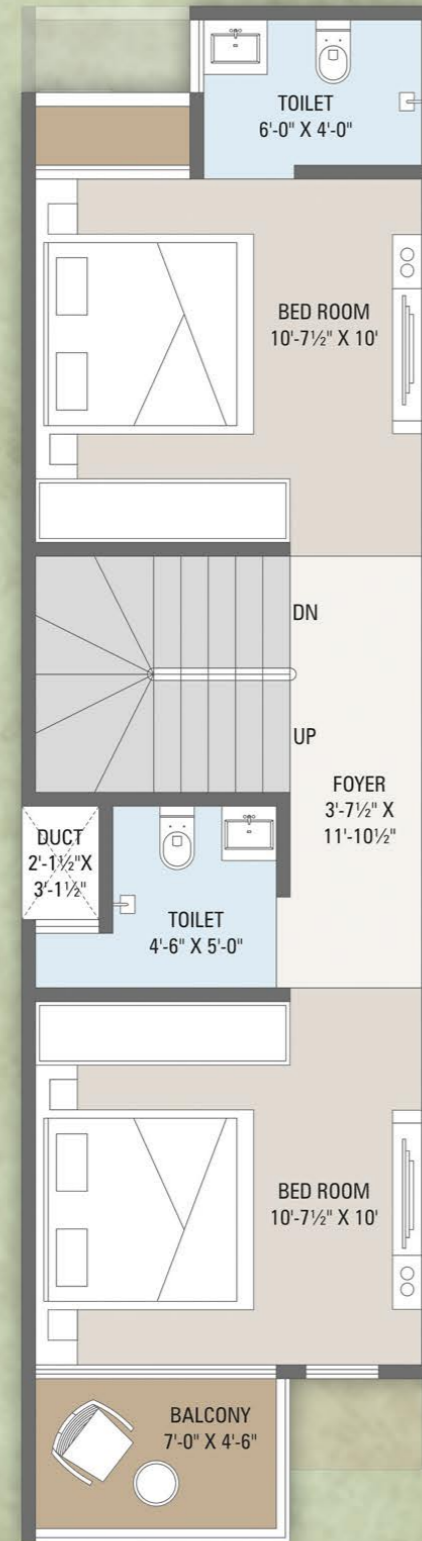 TOILET
6'-0" X 4'-0"
BED ROOM
10'-7½" X 10'
DN
UP
FOYER
3'-7½" X
11'-10½"
DUCT
2'-1½"X
3'-1½"
TOILET
4'-6" X 5'-0"
BED ROOM
10'-7½" X 10'
BALCONY
7'-0" X 4'-6"